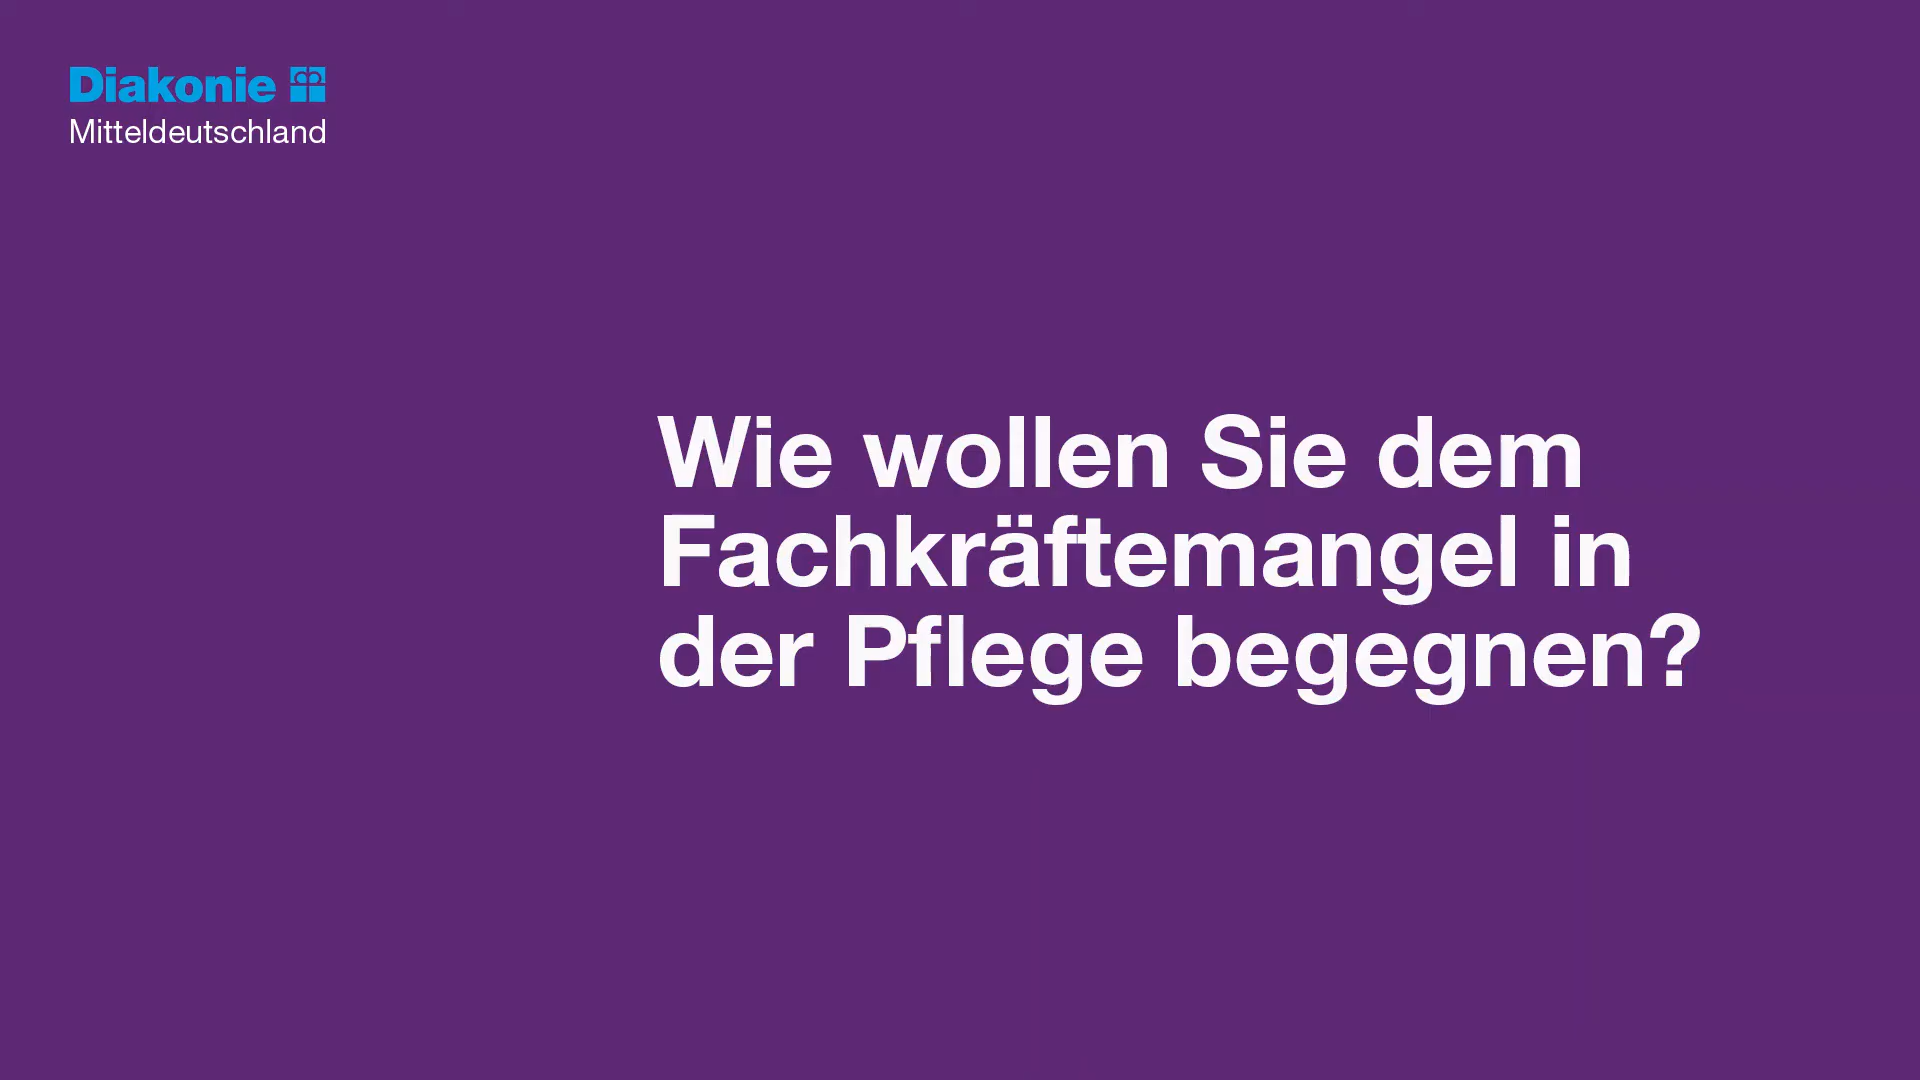 Diakonie
Mitteldeutschland
Wie wollen Sie dem
Fachkräftemangel in
der Pflege begegnen?